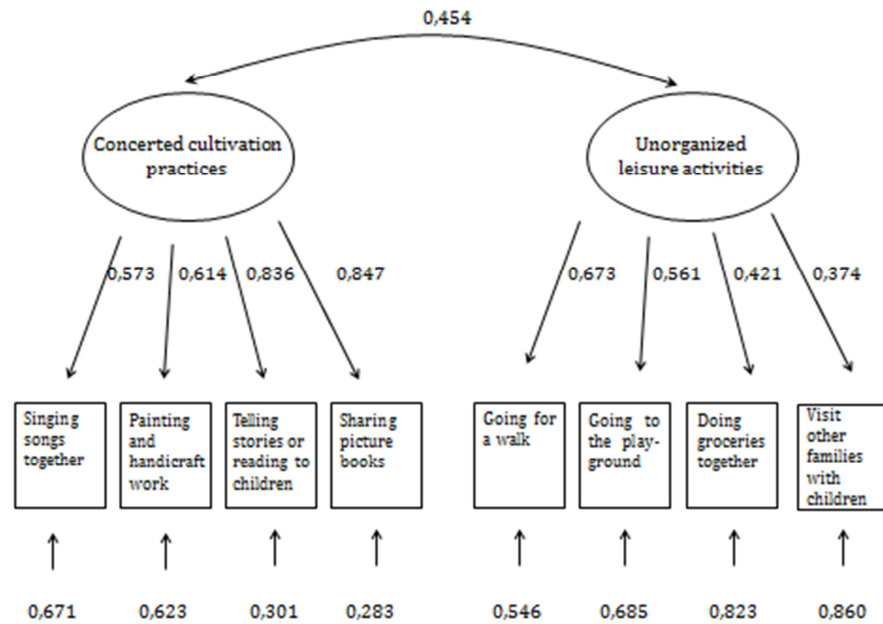 0,454
Concerted cultivation
practices
Unorganized
leisure activities
0,573
0,614
0,836
0,847
0,673
0,561
0,421
0,374
Singing
songs
together
Painting
and
handicraft
work
Telling
stories or
reading to
children
Sharing
picture
books
Going for
a walk
Going to
the play-
ground
Doing
groceries
together
Visit
other
families
with
children
0,671
0,623
0,301
0,283
0,546
0,685
0,823
0,860